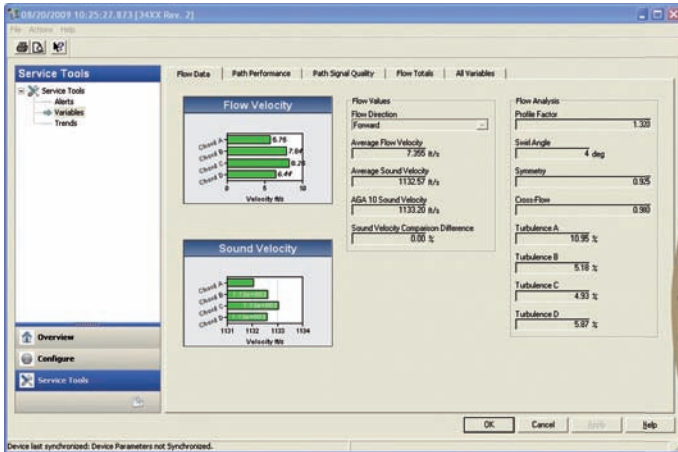 08/20/2009 10:25:27.873 [34XX Rev. 2]
File Actions Help
Service Tools
Service Tools
Alerts
Variables
Trends
Overview
Configure
Service Tools
Flow Data Path Performance Path Signal Quality Flow Totals All Variables
Flow Velocity
Chord A 6.76
Chord B 7.84
Chord C 8.26
Chord D 6.44
0 5 10
Velocity ft/s
Sound Velocity
Chord A
Chord B
Chord C
Chord D
1131 1132 1133 1134
Velocity ft/s
Flow Values
Flow Direction
Forward
Average Flow Velocity
7.355 ft/s
Average Sound Velocity
1132.57 ft/s
AGA 10 Sound Velocity
1133.20 ft/s
Sound Velocity Comparison Difference
0.00 %
Flow Analysis
Profile Factor
Swirl Angle
4 deg
Symmetry
0.925
Cross-Flow
0.980
Turbulence A
10.95 %
Turbulence B
5.18 %
Turbulence C
4.93 %
Turbulence D
5.87 %
OK Cancel Apply Help
Device last synchronized: Device Parameters not Synchronized.